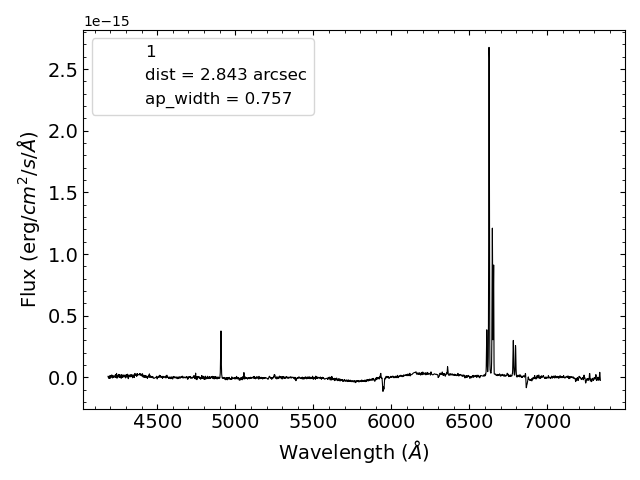 1e−15
1
dist = 2.843 arcsec
ap_width = 0.757
2.5
2.0
1.5
1.0
0.5
0.0
Flux (erg/cm²/s/Å)
4500 5000 5500 6000 6500 7000
Wavelength (Å)